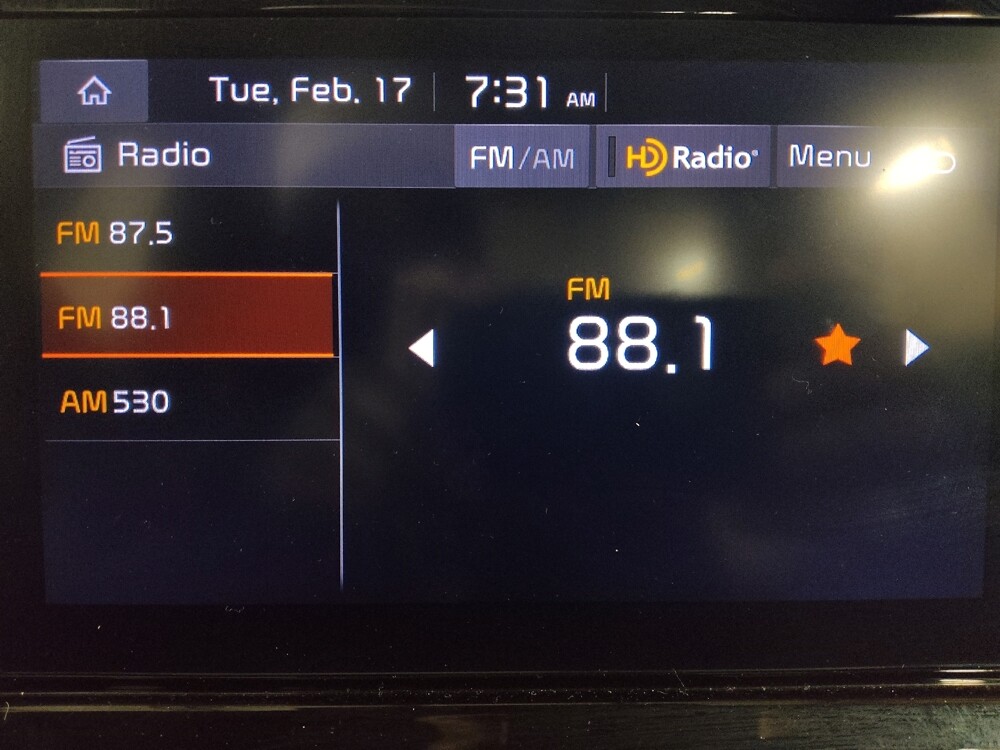 Tue, Feb. 17 7:31 AM
Radio FM/AM HD Radio® Menu
FM 87.5
FM 88.1
AM 530
FM
88.1